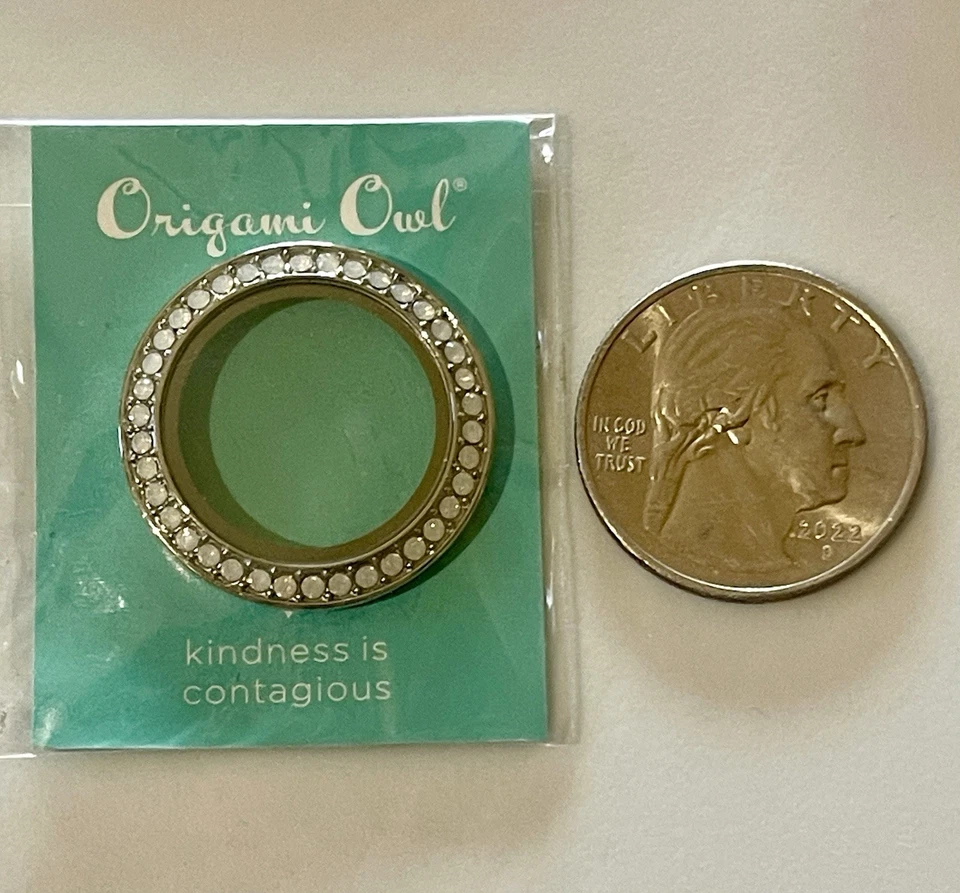 Origami Owl®
kindness is
contagious
LIBERTY
IN GOD
WE
TRUST
2022